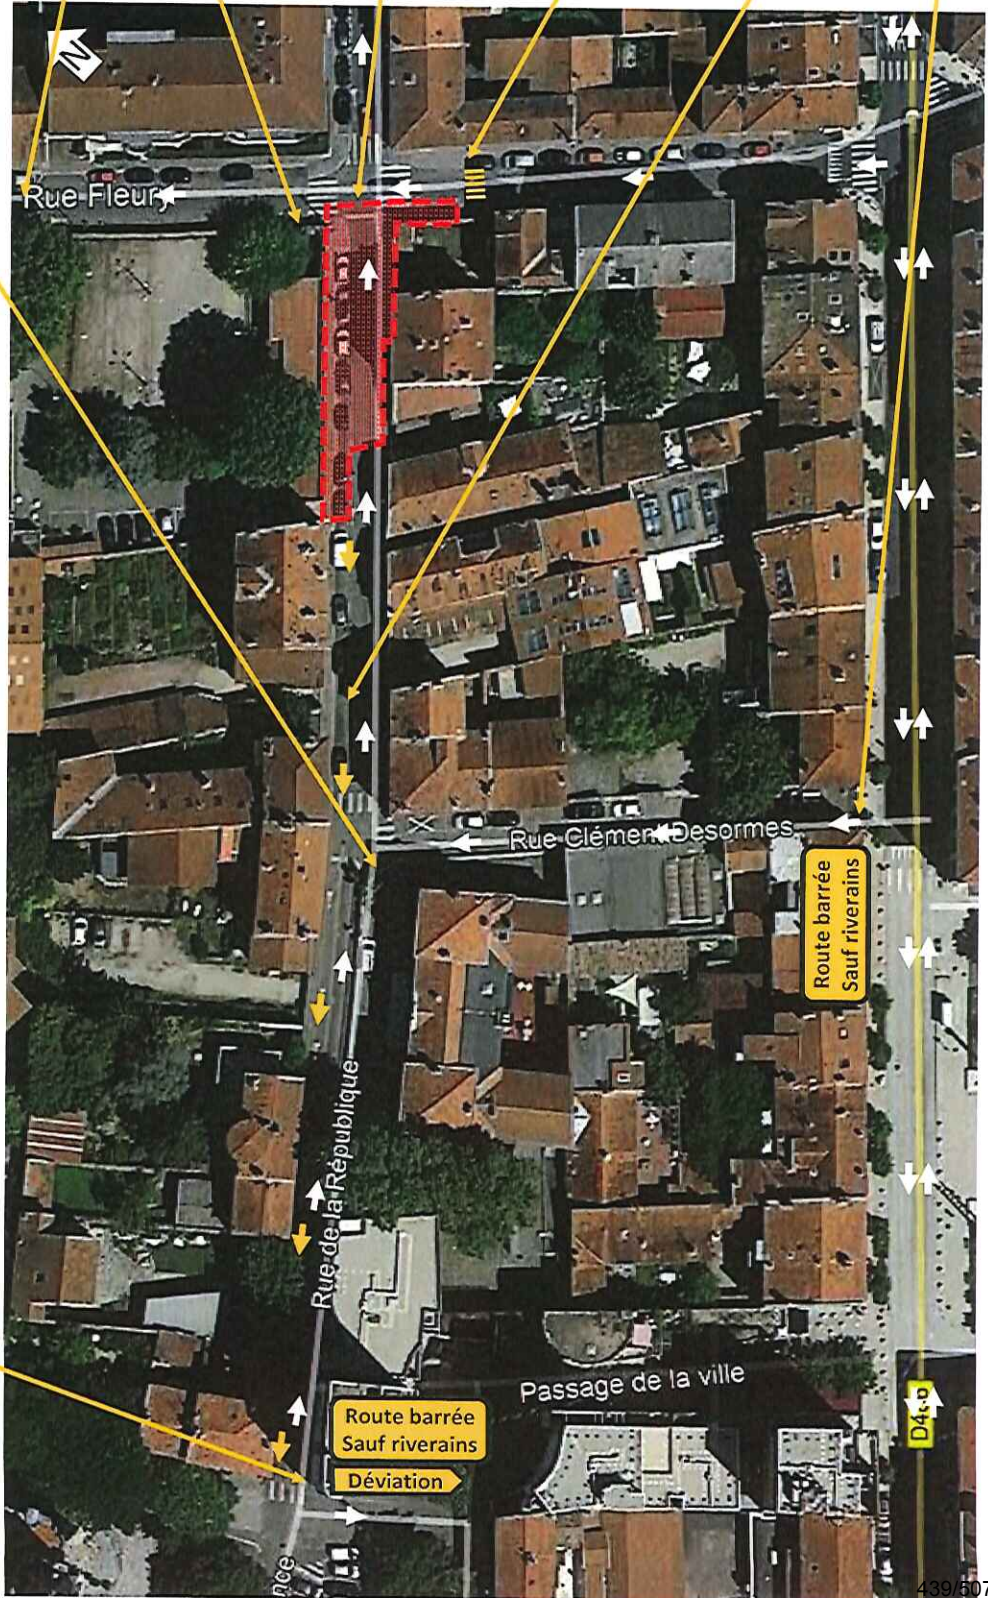 N
Rue Fleury
Rue Clément Desormes
Route barrée
Sauf riverains
Rue de la République
Passage de la ville
Route barrée
Sauf riverains
Déviation
nce
439/507